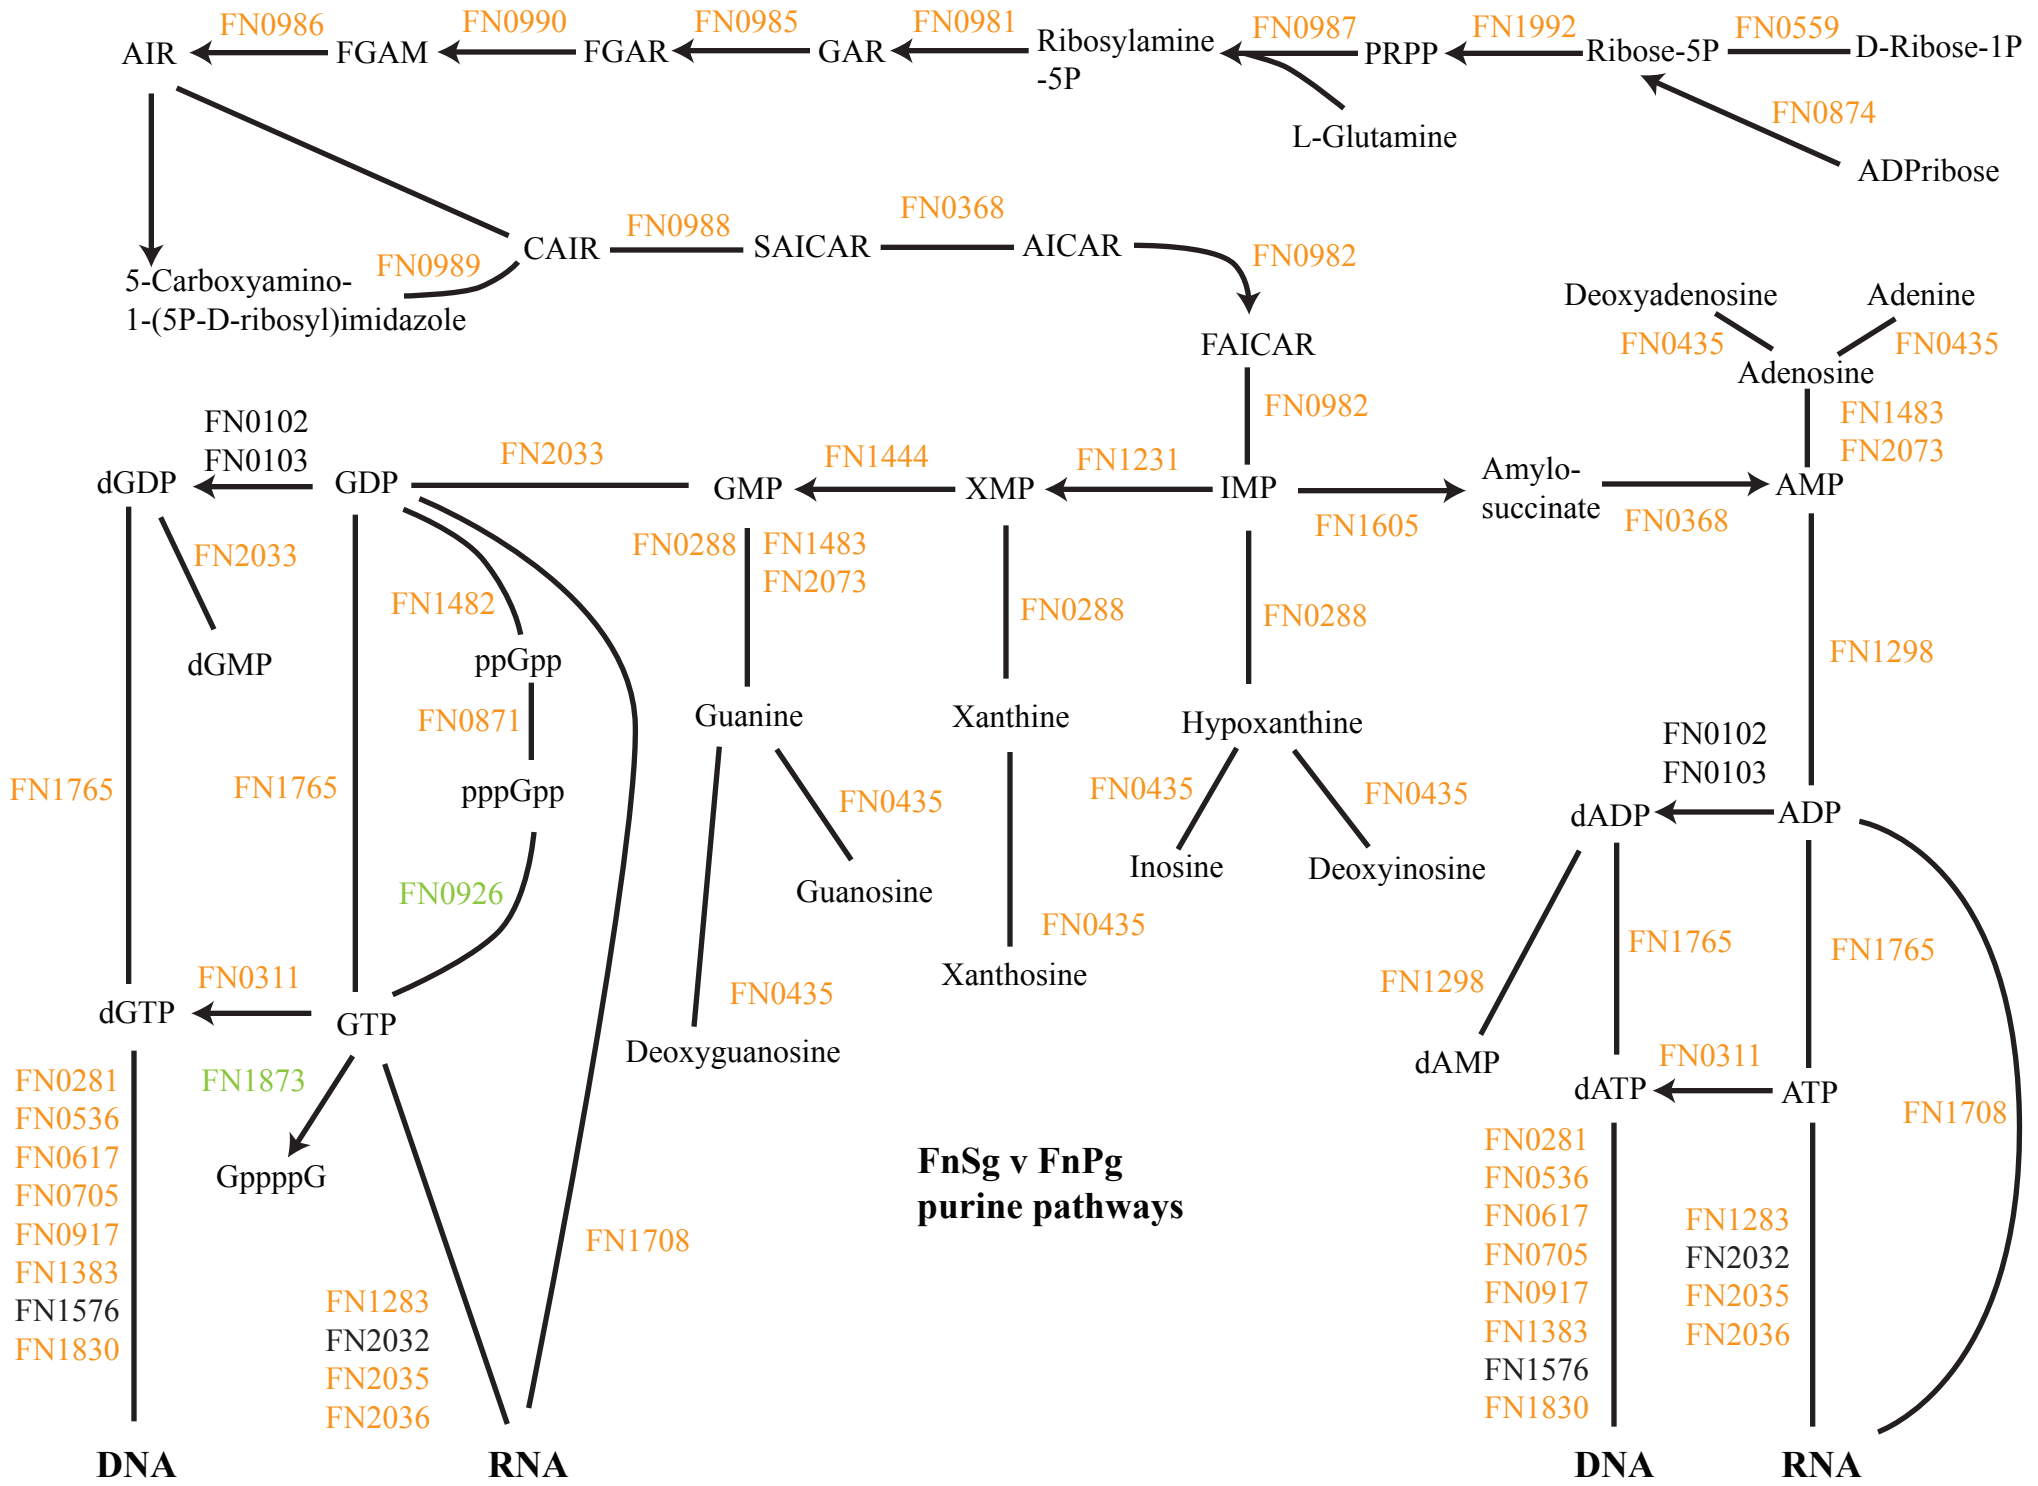 FN0986
FN0990
FN0985
FN0981
FN0987
FN1992
FN0559
AIR
FGAM
FGAR
GAR
Ribosylamine
-5P
PRPP
Ribose-5P
D-Ribose-1P
L-Glutamine
FN0874
ADPribose
FN0988
FN0368
CAIR
SAICAR
AICAR
FN0982
FN0989
5-Carboxyamino-
1-(5P-D-ribosyl)imidazole
FAICAR
FN0982
Deoxyadenosine
Adenine
FN0435
FN0435
Adenosine
FN1483
FN2073
FN0102
FN0103
dGDP
GDP
FN2033
GMP
FN1444
XMP
FN1231
IMP
FN1605
Amylo-
succinate
FN0368
AMP
FN2033
dGMP
FN1482
ppGpp
FN0871
pppGpp
FN0926
FN0288
FN1483
FN2073
FN0288
FN0288
FN1298
Guanine
Xanthine
Hypoxanthine
FN0435
FN0435
FN0435
Guanosine
Inosine
Deoxyinosine
FN0435
Xanthosine
FN0435
Deoxyguanosine
FN0102
FN0103
dADP
ADP
FN1765
FN1765
FN1765
FN1765
FN1298
dAMP
FN0311
dGTP
GTP
FN0311
dATP
ATP
FN1873
GppppG
FN1708
FN1708
FN0281
FN0536
FN0617
FN0705
FN0917
FN1383
FN1576
FN1830
FN1283
FN2032
FN2035
FN2036
FnSg v FnPg
purine pathways
FN0281
FN0536
FN0617
FN0705
FN0917
FN1383
FN1576
FN1830
FN1283
FN2032
FN2035
FN2036
DNA
RNA
DNA
RNA